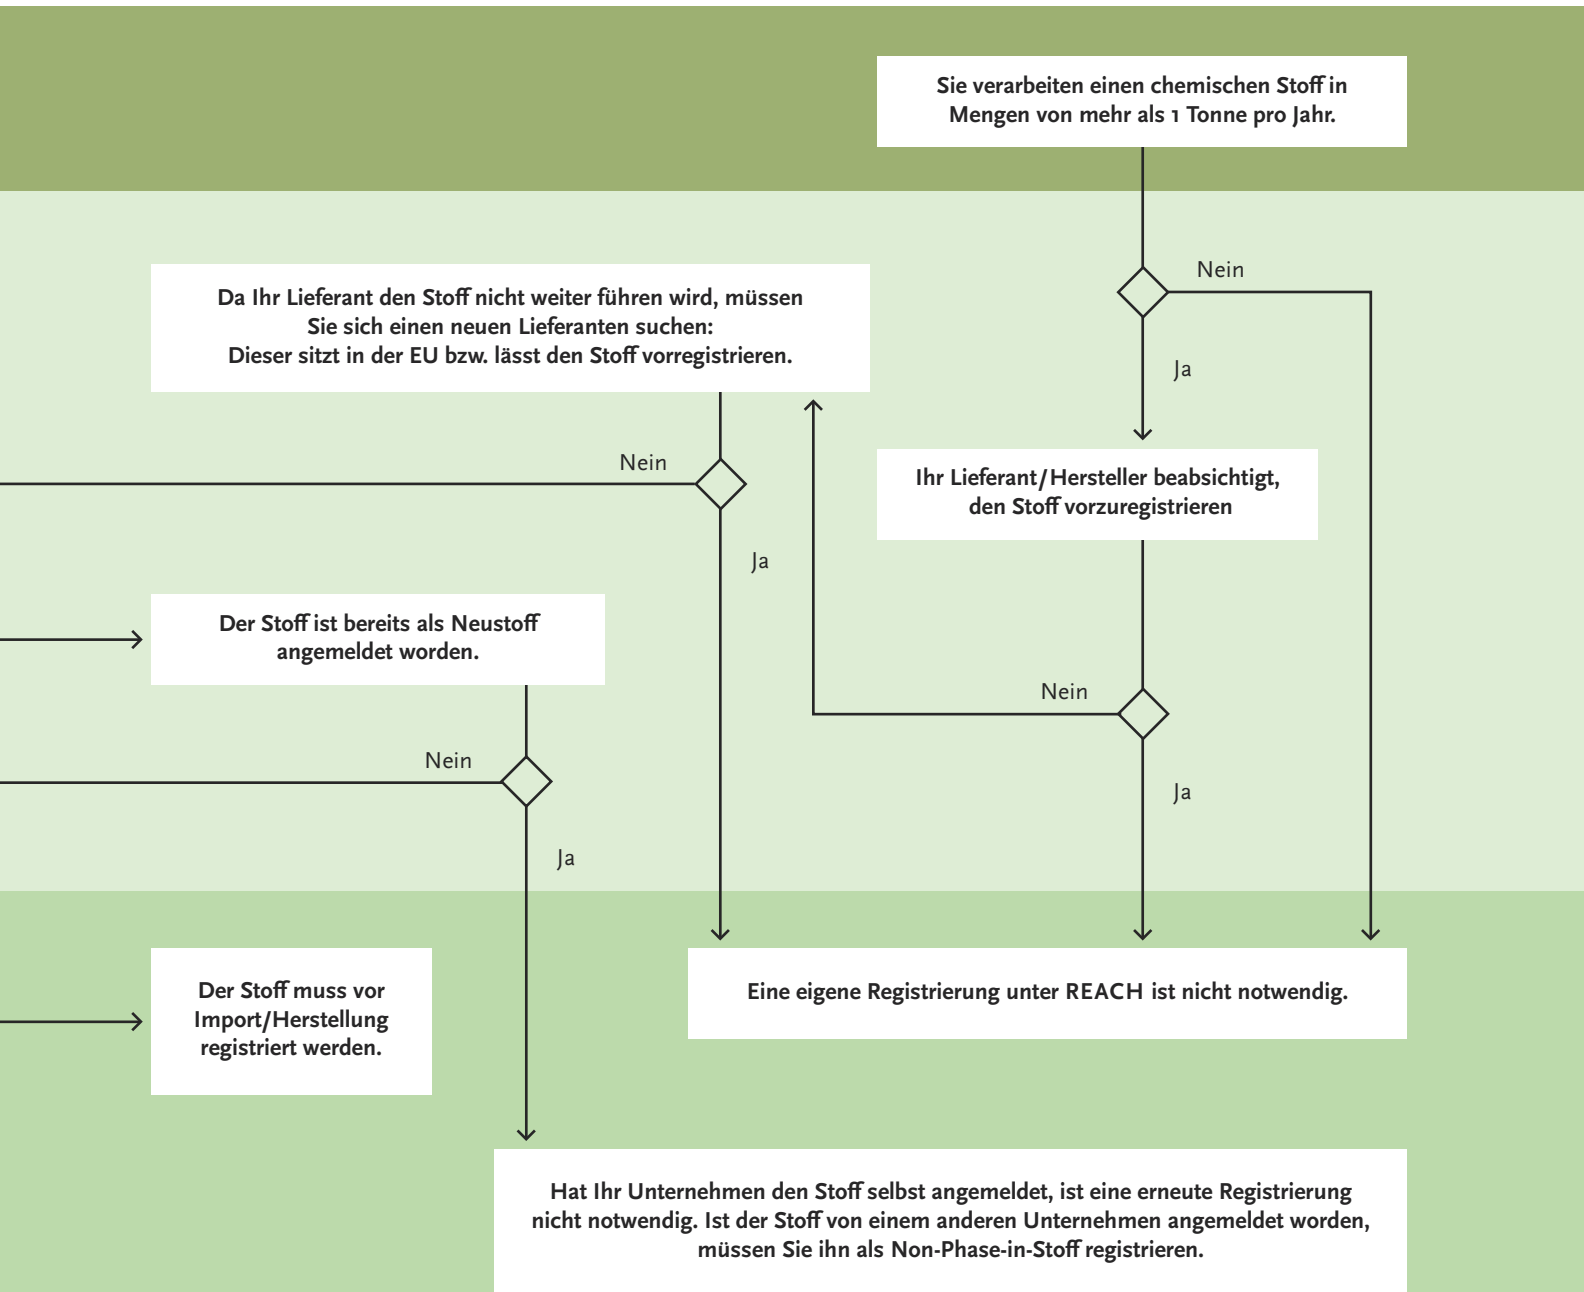 Sie verarbeiten einen chemischen Stoff in
Mengen von mehr als 1 Tonne pro Jahr.
Nein
Ja
Da Ihr Lieferant den Stoff nicht weiter führen wird, müssen
Sie sich einen neuen Lieferanten suchen:
Dieser sitzt in der EU bzw. lässt den Stoff vorregistrieren.
Nein
Ja
Ihr Lieferant/Hersteller beabsichtigt,
den Stoff vorzuregistrieren
Nein
Ja
Der Stoff ist bereits als Neustoff
angemeldet worden.
Nein
Ja
Der Stoff muss vor
Import/Herstellung
registriert werden.
Eine eigene Registrierung unter REACH ist nicht notwendig.
Hat Ihr Unternehmen den Stoff selbst angemeldet, ist eine erneute Registrierung
nicht notwendig. Ist der Stoff von einem anderen Unternehmen angemeldet worden,
müssen Sie ihn als Non-Phase-in-Stoff registrieren.